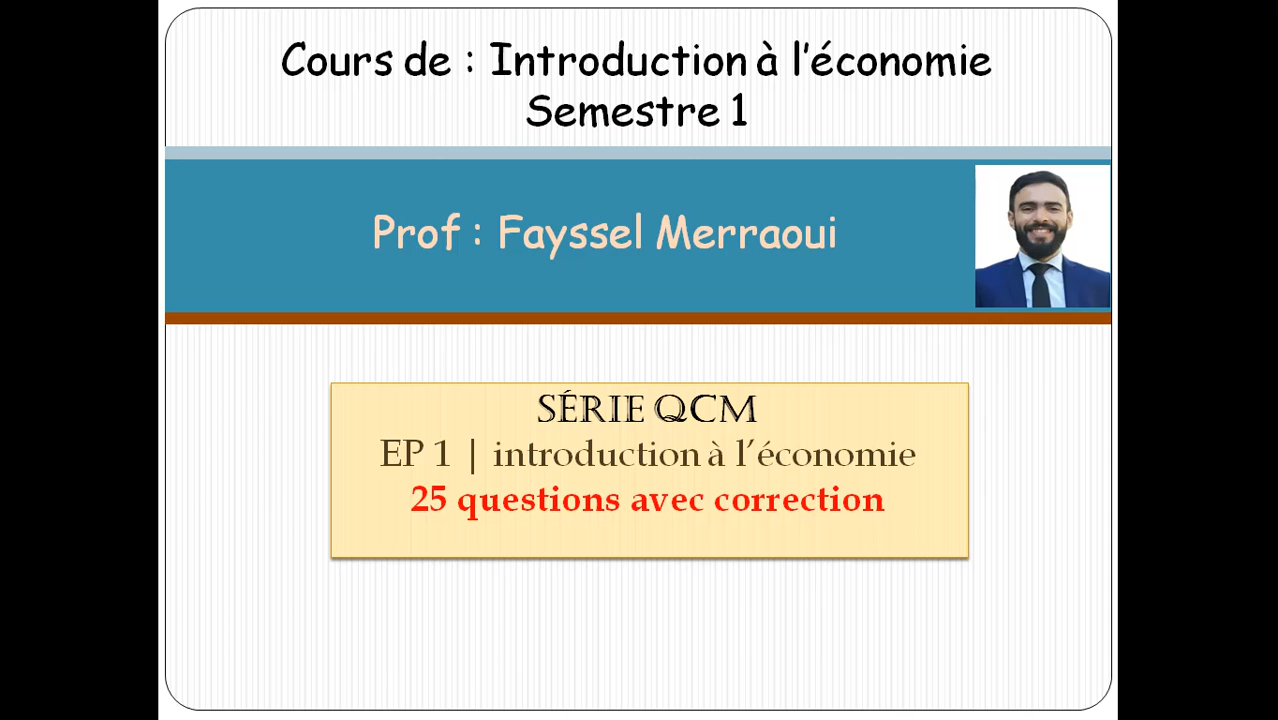 Cours de : Introduction à l'économie
Semestre 1
Prof : Fayssel Merraoui
SÉRIE QCM
EP 1 | introduction à l'économie
25 questions avec correction